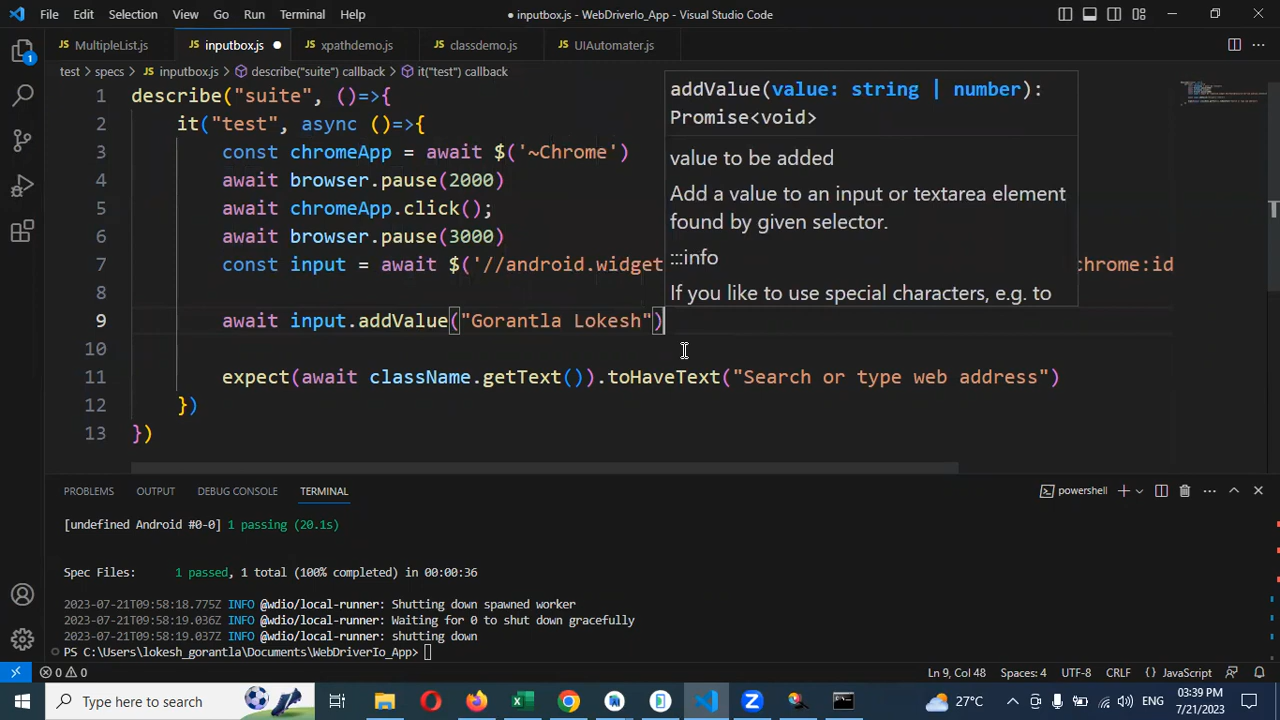 File Edit Selection View Go Run Terminal Help
● inputbox.js - WebDriverIo_App - Visual Studio Code
JS MultipleList.js
JS inputbox.js ●
JS xpathdemo.js
JS classdemo.js
JS UIAutomater.js
test > specs > JS inputbox.js > describe("suite") callback > it("test") callback
1 describe("suite", ()=>{
2 it("test", async ()=>{
3 const chromeApp = await $('~Chrome')
4 await browser.pause(2000)
5 await chromeApp.click();
6 await browser.pause(3000)
7 const input = await $('//android.widget chrome:id
8
9 await input.addValue("Gorantla Lokesh")
10
11 expect(await className.getText()).toHaveText("Search or type web address")
12 })
13 })
addValue(value: string | number):
Promise<void>
value to be added
Add a value to an input or textarea element
found by given selector.
:::info
If you like to use special characters, e.g. to
1
PROBLEMS OUTPUT DEBUG CONSOLE TERMINAL
powershell
[undefined Android #0-0] 1 passing (20.1s)
Spec Files: 1 passed, 1 total (100% completed) in 00:00:36
2023-07-21T09:58:18.775Z INFO @wdio/local-runner: Shutting down spawned worker
2023-07-21T09:58:19.036Z INFO @wdio/local-runner: Waiting for 0 to shut down gracefully
2023-07-21T09:58:19.037Z INFO @wdio/local-runner: shutting down
PS C:\Users\lokesh_gorantla\Documents\WebDriverIo_App>
0 0
Ln 9, Col 48 Spaces: 4 UTF-8 CRLF { } JavaScript
Type here to search
27°C
ENG
03:39 PM
7/21/2023